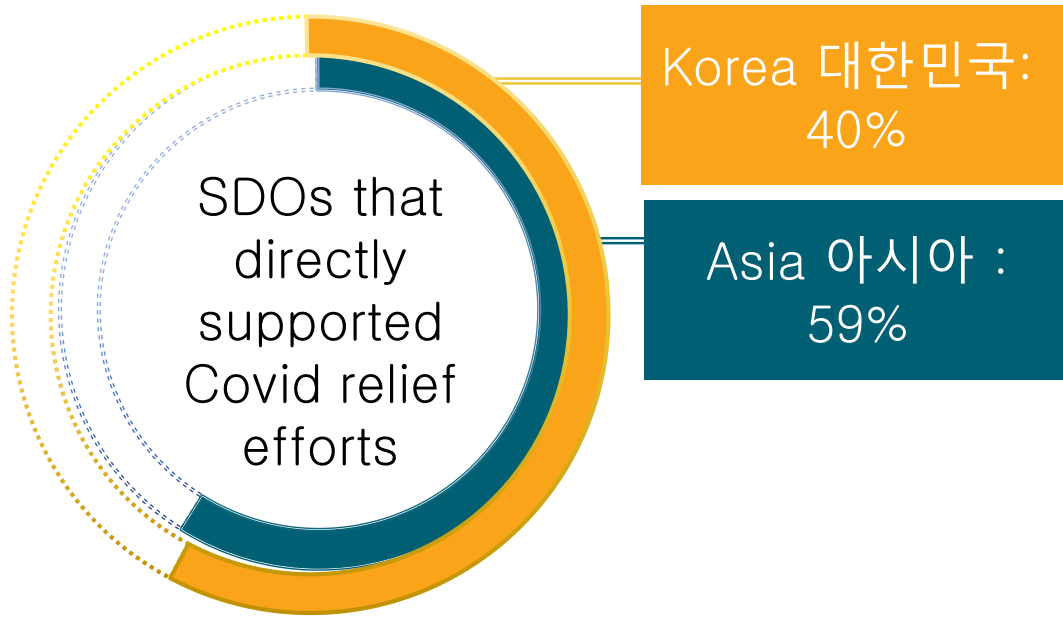 SDOs that
directly
supported
Covid relief
efforts
Korea 대한민국:
40%
Asia 아시아 :
59%